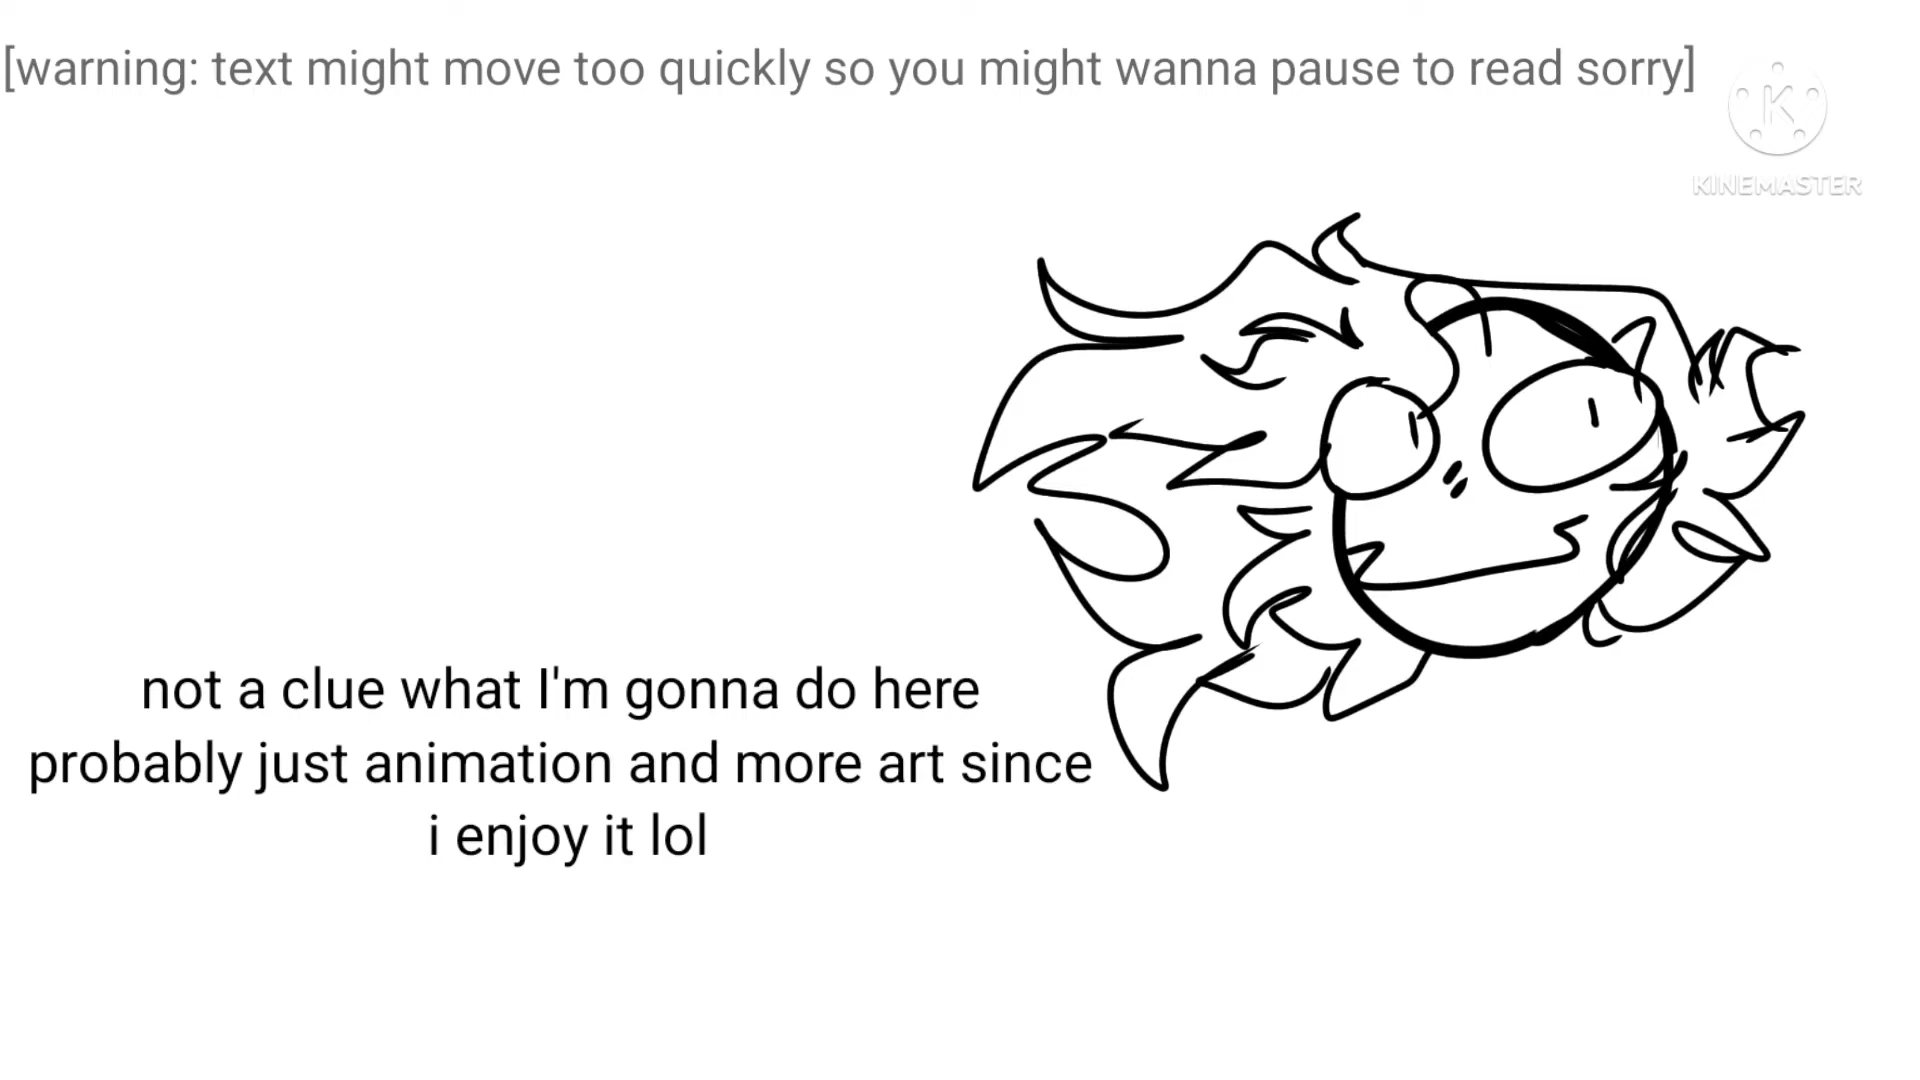 [warning: text might move too quickly so you might wanna pause to read sorry]
K
KINEMASTER
not a clue what I'm gonna do here
probably just animation and more art since
i enjoy it lol